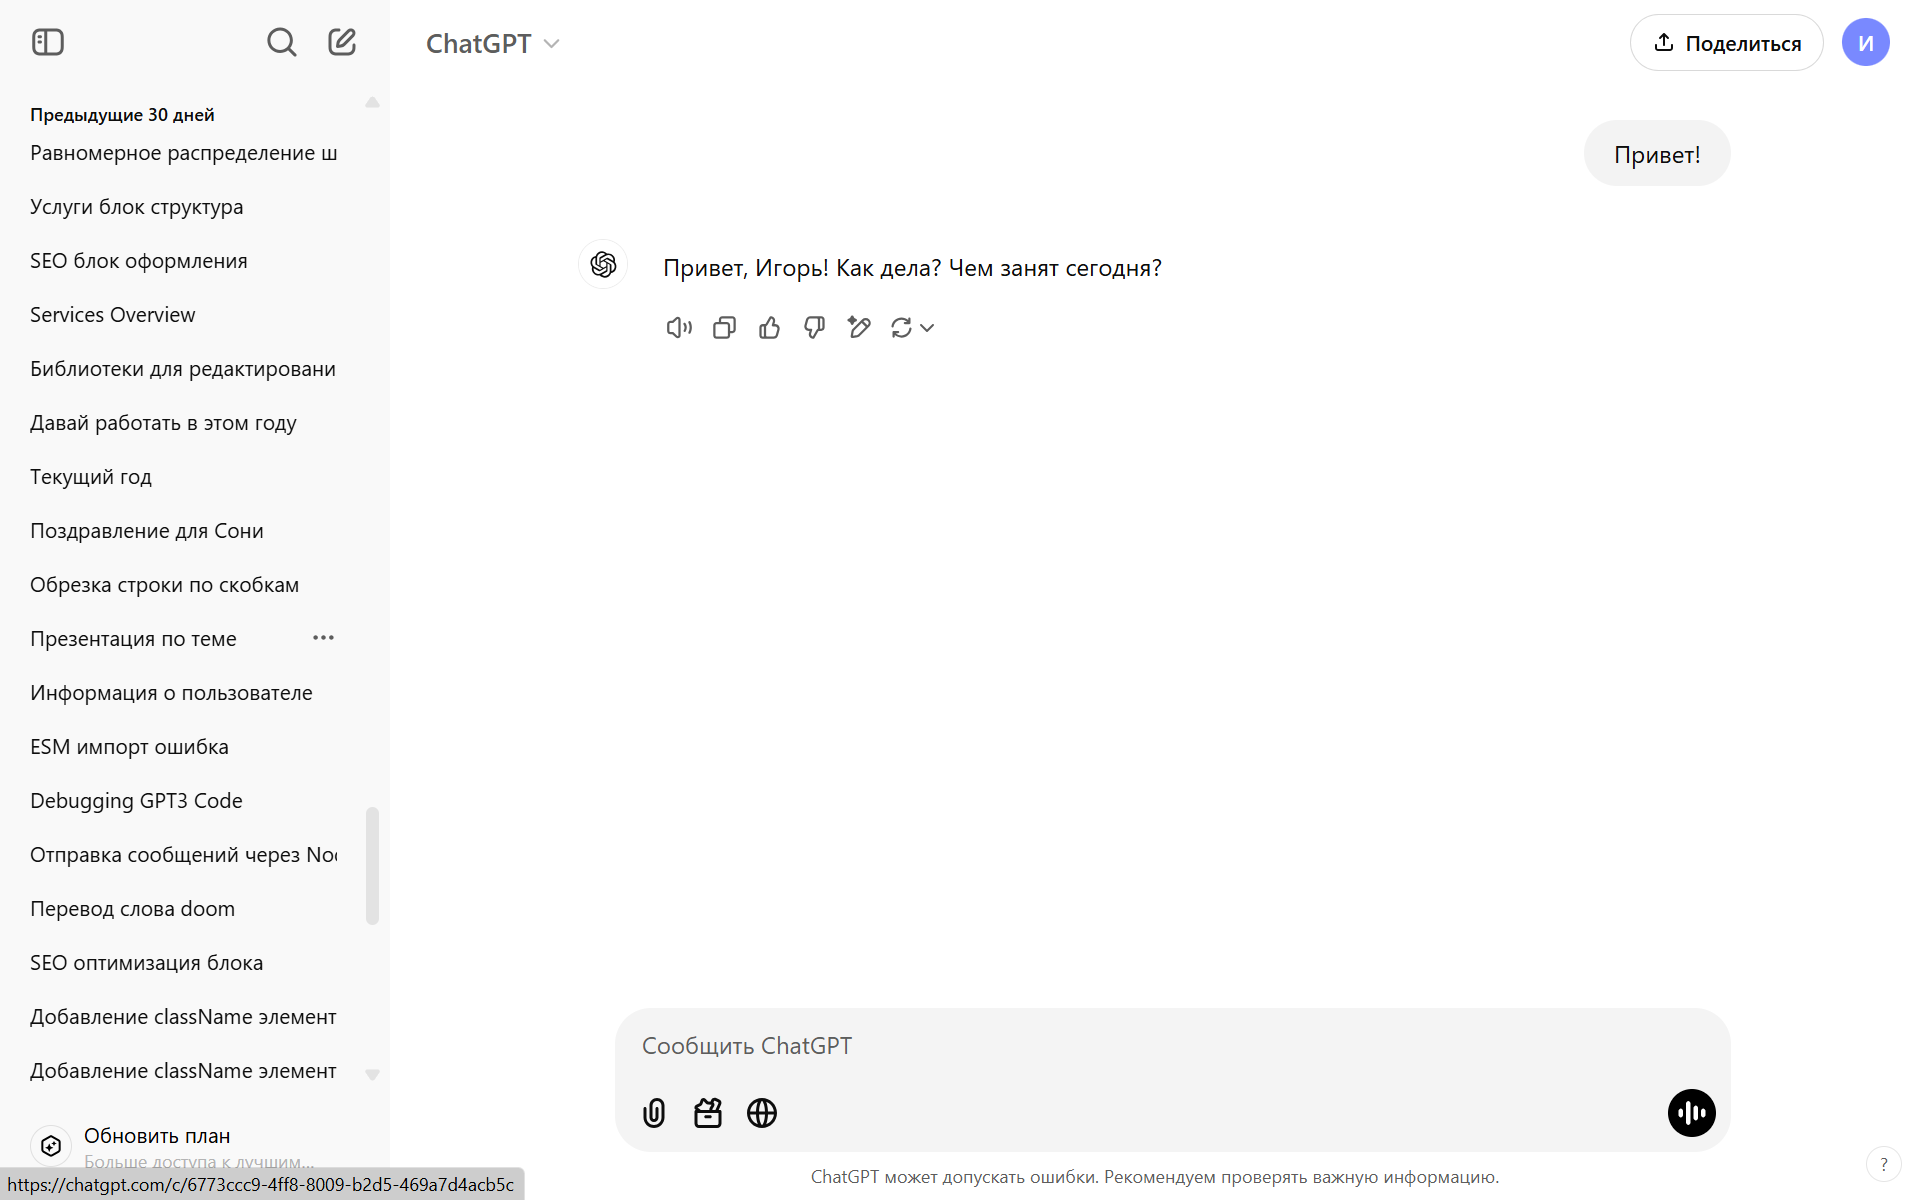 ChatGPT
Поделиться
И
Предыдущие 30 дней
Равномерное распределение ш
Услуги блок структура
SEO блок оформления
Services Overview
Библиотеки для редактировани
Давай работать в этом году
Текущий год
Поздравление для Сони
Обрезка строки по скобкам
Презентация по теме
Информация о пользователе
ESM импорт ошибка
Debugging GPT3 Code
Отправка сообщений через No
Перевод слова doom
SEO оптимизация блока
Добавление className элемент
Добавление className элемент
Обновить план
Больше доступа к лучшим...
https://chatgpt.com/c/6773ccc9-4ff8-8009-b2d5-469a7d4acb5c
Привет!
Привет, Игорь! Как дела? Чем занят сегодня?
Сообщить ChatGPT
ChatGPT может допускать ошибки. Рекомендуем проверять важную информацию.
?